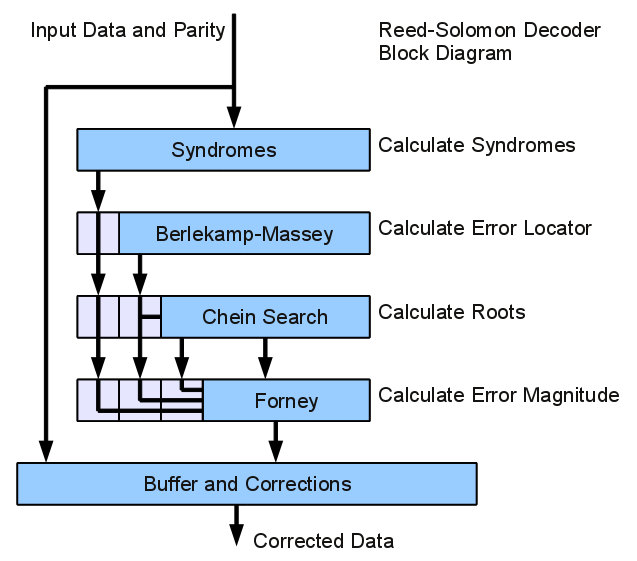 Input Data and Parity
Reed-Solomon Decoder
Block Diagram
Syndromes
Calculate Syndromes
Berlekamp-Massey
Calculate Error Locator
Chein Search
Calculate Roots
Forney
Calculate Error Magnitude
Buffer and Corrections
Corrected Data